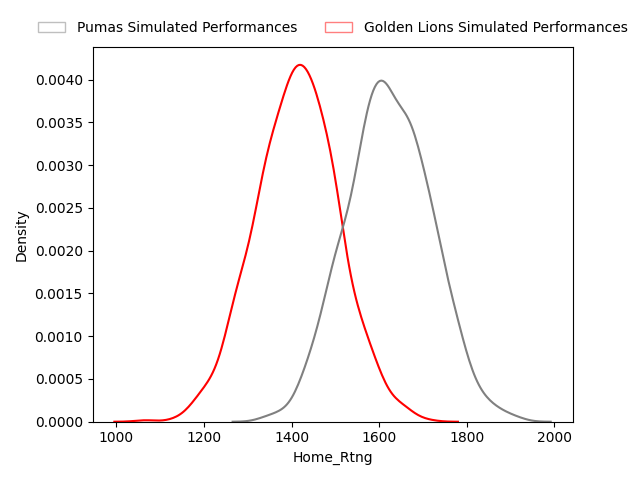 Pumas Simulated Performances Golden Lions Simulated Performances
0.0040
0.0035
0.0030
0.0025
0.0020
0.0015
0.0010
0.0005
0.0000
Density
1000 1200 1400 1600 1800 2000
Home_Rtng